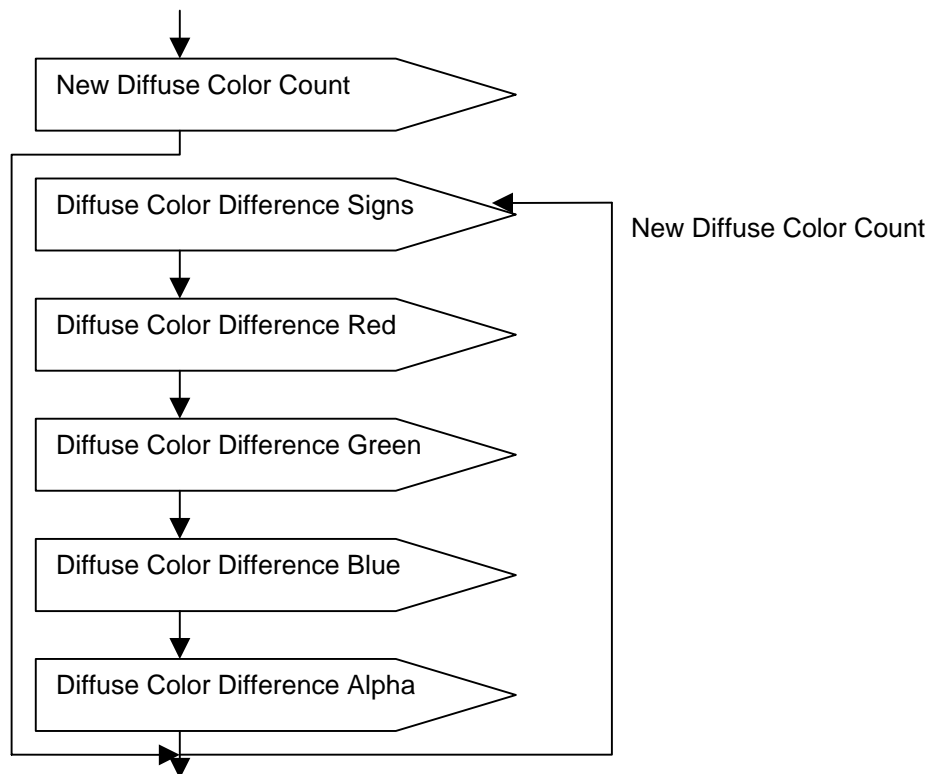 New Diffuse Color Count
Diffuse Color Difference Signs
New Diffuse Color Count
Diffuse Color Difference Red
Diffuse Color Difference Green
Diffuse Color Difference Blue
Diffuse Color Difference Alpha